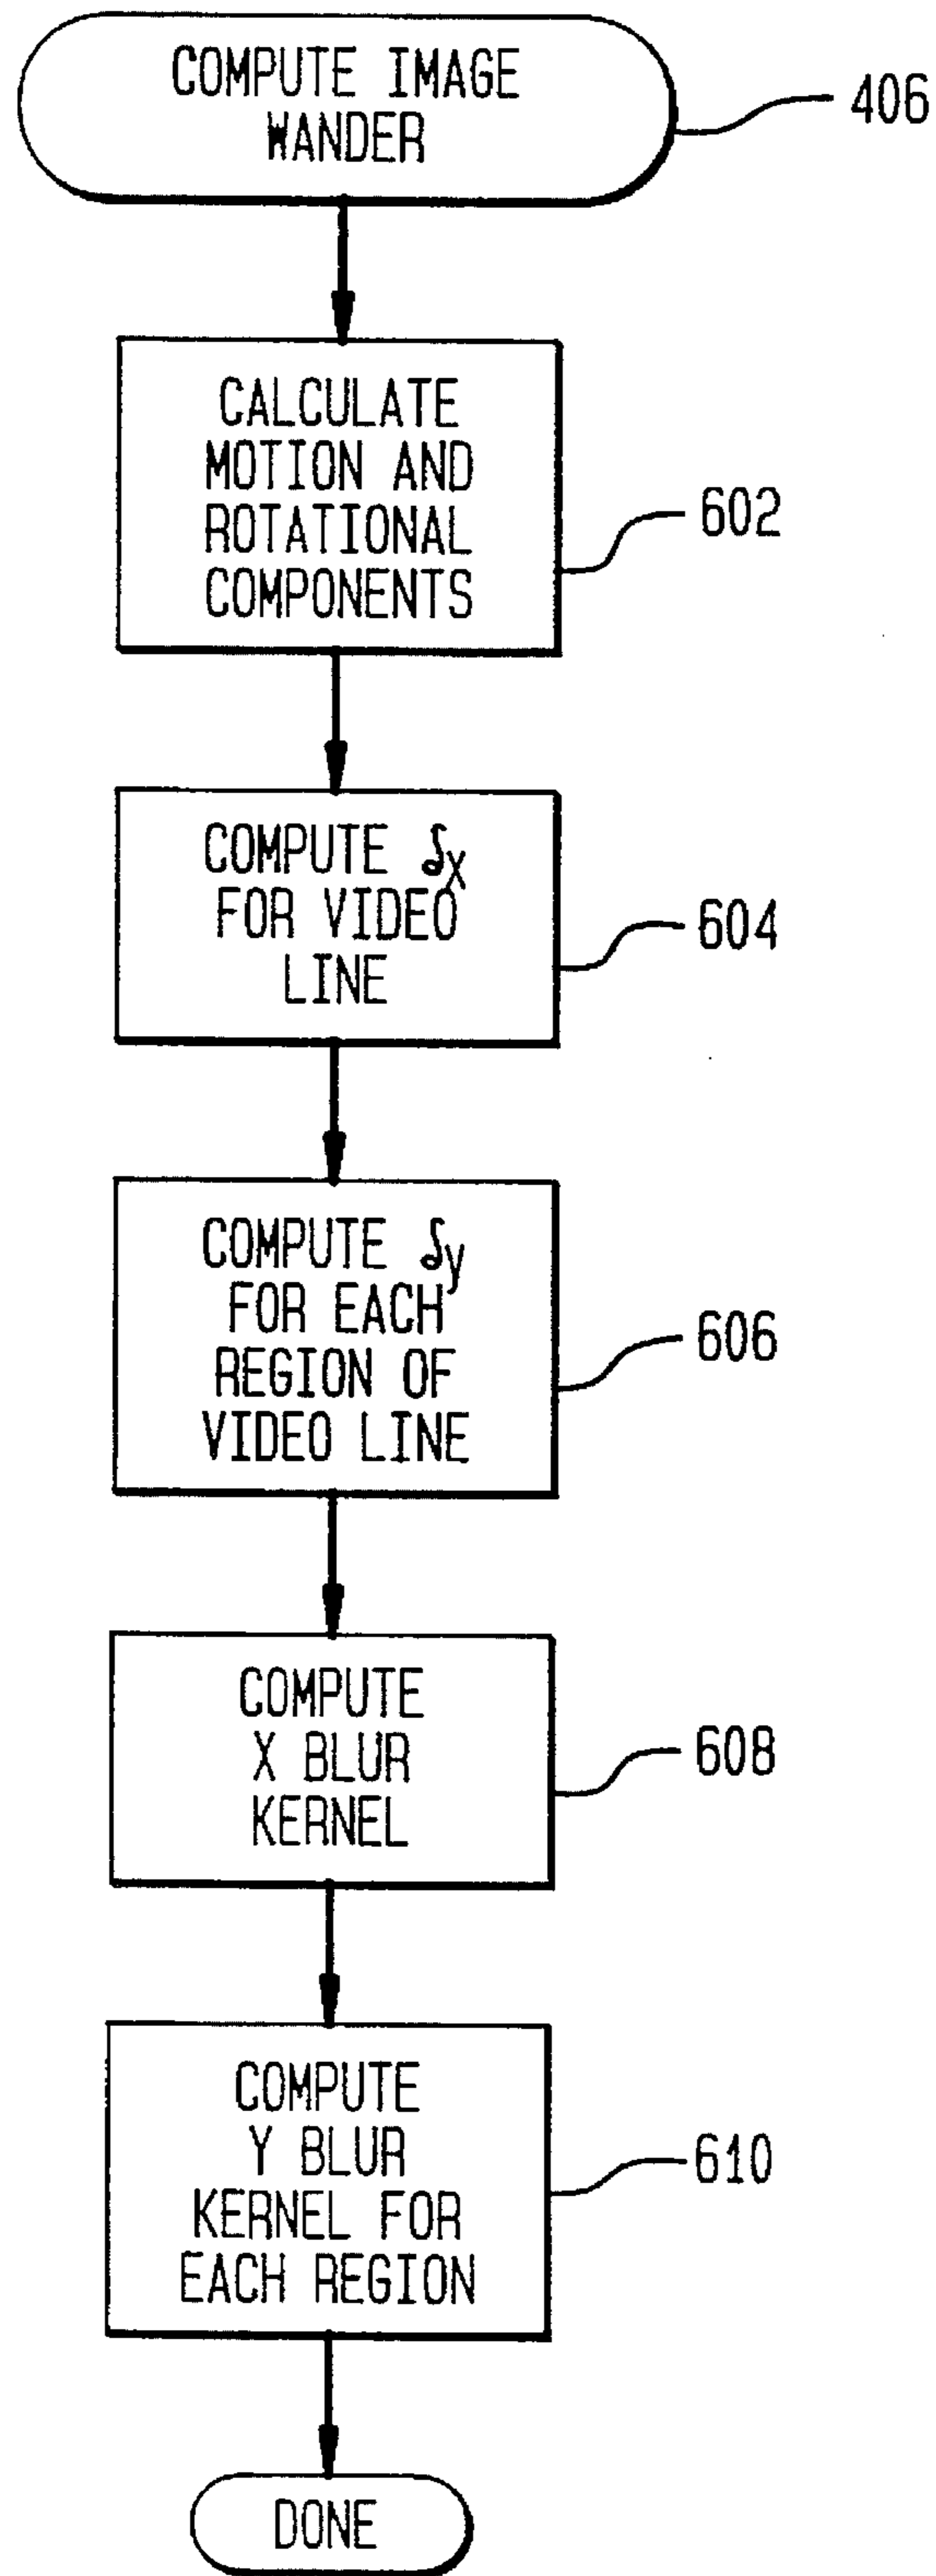 COMPUTE IMAGE
WANDER
406
CALCULATE
MOTION AND
ROTATIONAL
COMPONENTS
602
COMPUTE δx
FOR VIDEO
LINE
604
COMPUTE δy
FOR EACH
REGION OF
VIDEO LINE
606
COMPUTE
X BLUR
KERNEL
608
COMPUTE
Y BLUR
KERNEL FOR
EACH REGION
610
DONE